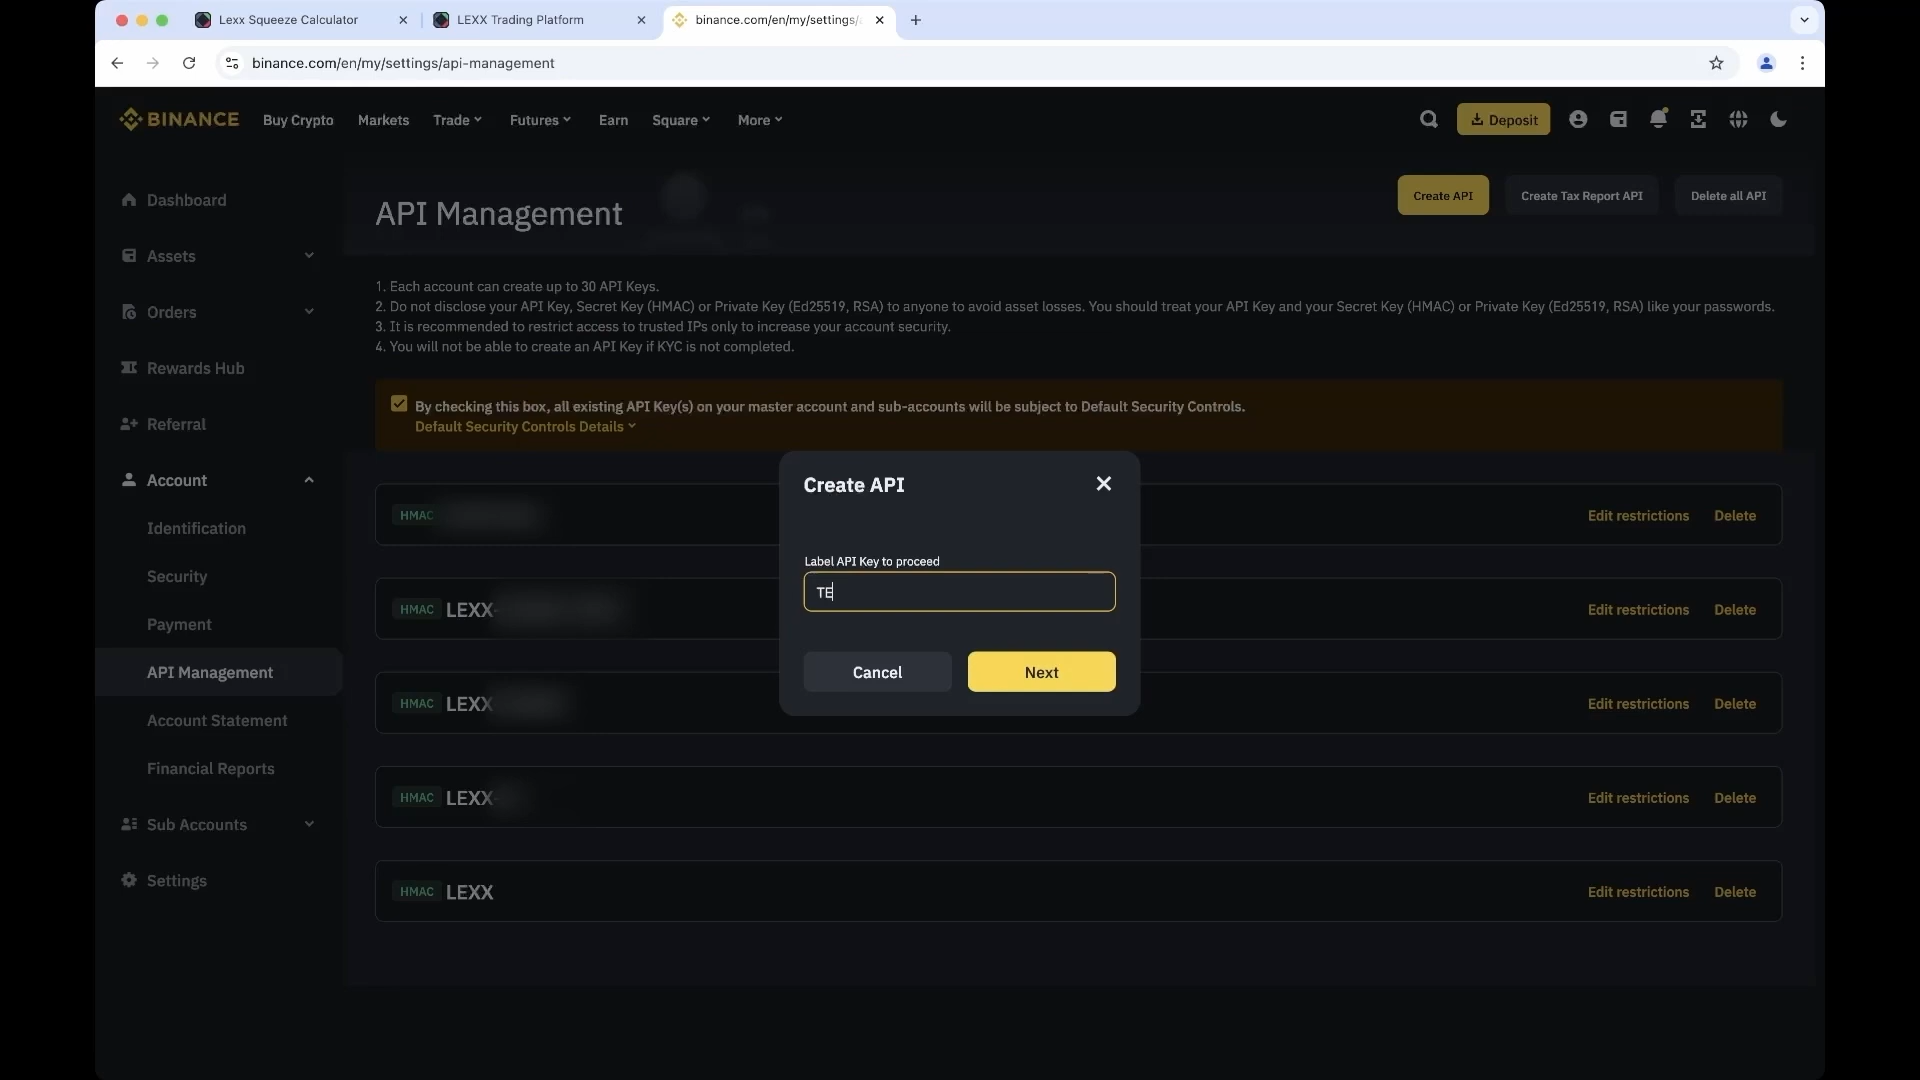 Lexx Squeeze Calculator
LEXX Trading Platform
binance.com/en/my/settings/
binance.com/en/my/settings/api-management
BINANCE
Buy Crypto
Markets
Trade
Futures
Earn
Square
More
Deposit
Dashboard
Assets
Orders
Rewards Hub
Referral
Account
Identification
Security
Payment
API Management
Account Statement
Financial Reports
Sub Accounts
Settings
API Management
Create API
Create Tax Report API
Delete all API
1. Each account can create up to 30 API Keys.
2. Do not disclose your API Key, Secret Key (HMAC) or Private Key (Ed25519, RSA) to anyone to avoid asset losses. You should treat your API Key and your Secret Key (HMAC) or Private Key (Ed25519, RSA) like your passwords.
3. It is recommended to restrict access to trusted IPs only to increase your account security.
4. You will not be able to create an API Key if KYC is not completed.
By checking this box, all existing API Key(s) on your master account and sub-accounts will be subject to Default Security Controls.
Default Security Controls Details
HMAC
Edit restrictions Delete
HMAC LEXX-
Edit restrictions Delete
HMAC LEXX
Edit restrictions Delete
HMAC LEXX-
Edit restrictions Delete
HMAC LEXX
Edit restrictions Delete
Create API
Label API Key to proceed
TE
Cancel
Next